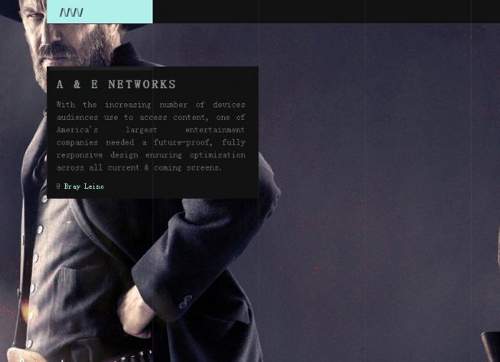 A & E NETWORKS
With the increasing number of devices
audiences use to access content, one of
America's largest entertainment
companies needed a future-proof, fully
responsive design ensuring optimisation
across all current & coming screens.
@ Bray Leino